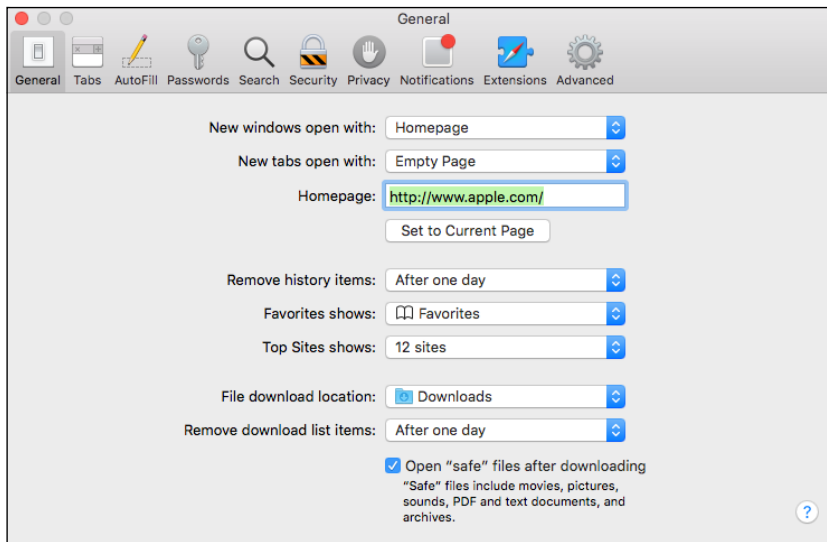 General
General Tabs AutoFill Passwords Search Security Privacy Notifications Extensions Advanced
New windows open with: Homepage
New tabs open with: Empty Page
Homepage: http://www.apple.com/
Set to Current Page
Remove history items: After one day
Favorites shows: Favorites
Top Sites shows: 12 sites
File download location: Downloads
Remove download list items: After one day
Open “safe” files after downloading
“Safe” files include movies, pictures,
sounds, PDF and text documents, and
archives.
?